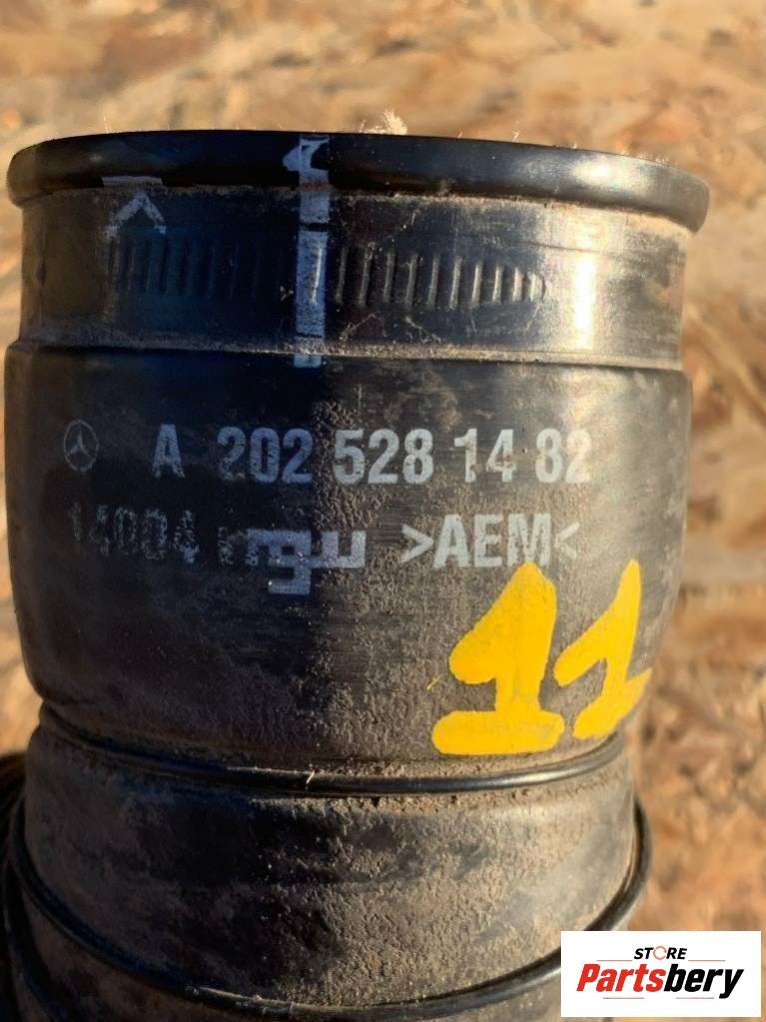 A 202 528 14 82
14004 >AEM<
11
STORE
Partsbery